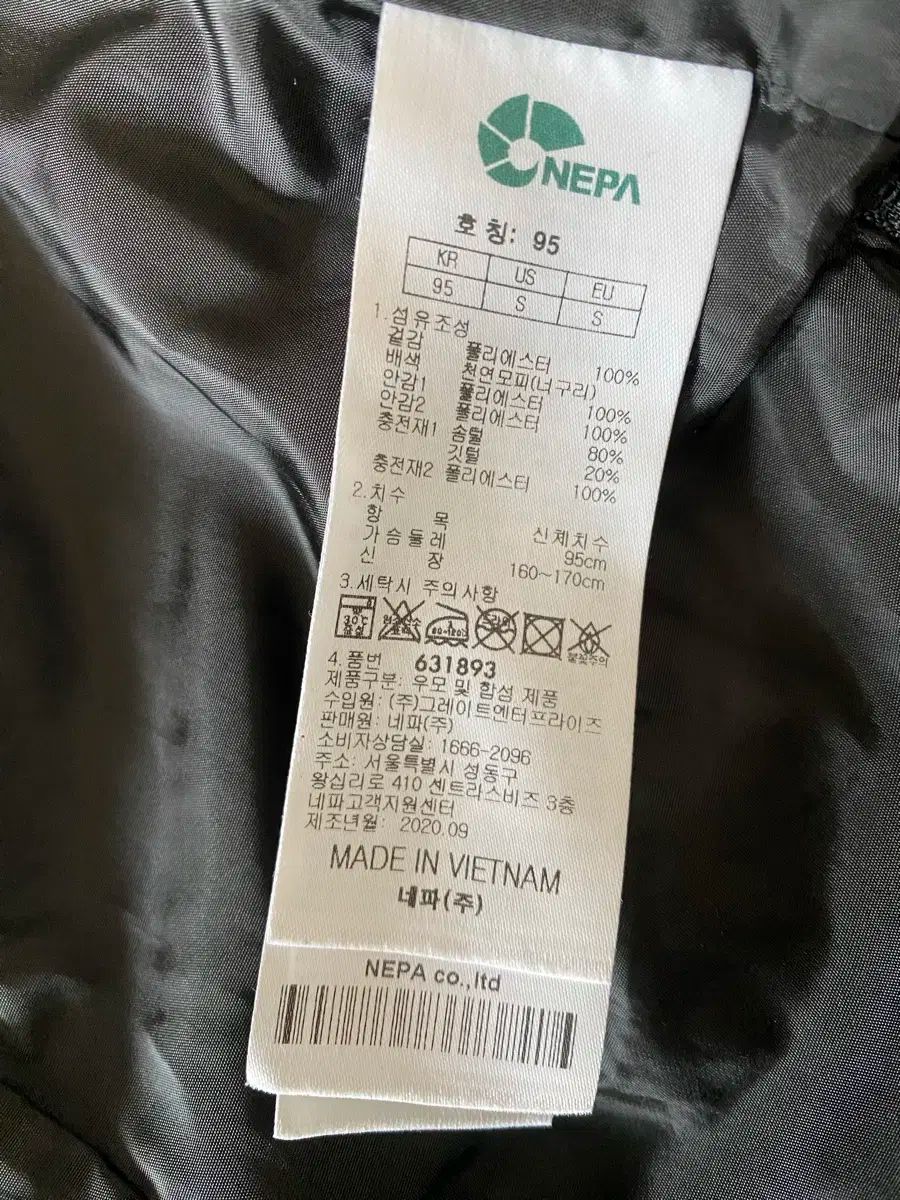 NEPA
호칭: 95
KR US EU
95 S S
1.섬유조성
겉감 폴리에스터 100%
배색 천연모피(너구리)
안감1 폴리에스터 100%
안감2 폴리에스터 100%
충전재1 솜털 80%
깃털 20%
충전재2 폴리에스터 100%
2.치수
항 목 신체치수
가슴둘레 95cm
신 장 160~170cm
3.세탁시 주의사항
약 30℃ 중성
80~120℃
불꽃주의
4.품번 631893
제품구분: 우모 및 합섬 제품
수입원: (주)그레이트엔터프라이즈
판매원: 네파(주)
소비자상담실: 1666-2096
주소: 서울특별시 성동구
왕십리로 410 센트라스비즈 3층
네파고객지원센터
제조년월: 2020.09
MADE IN VIETNAM
네파(주)
NEPA co.,ltd